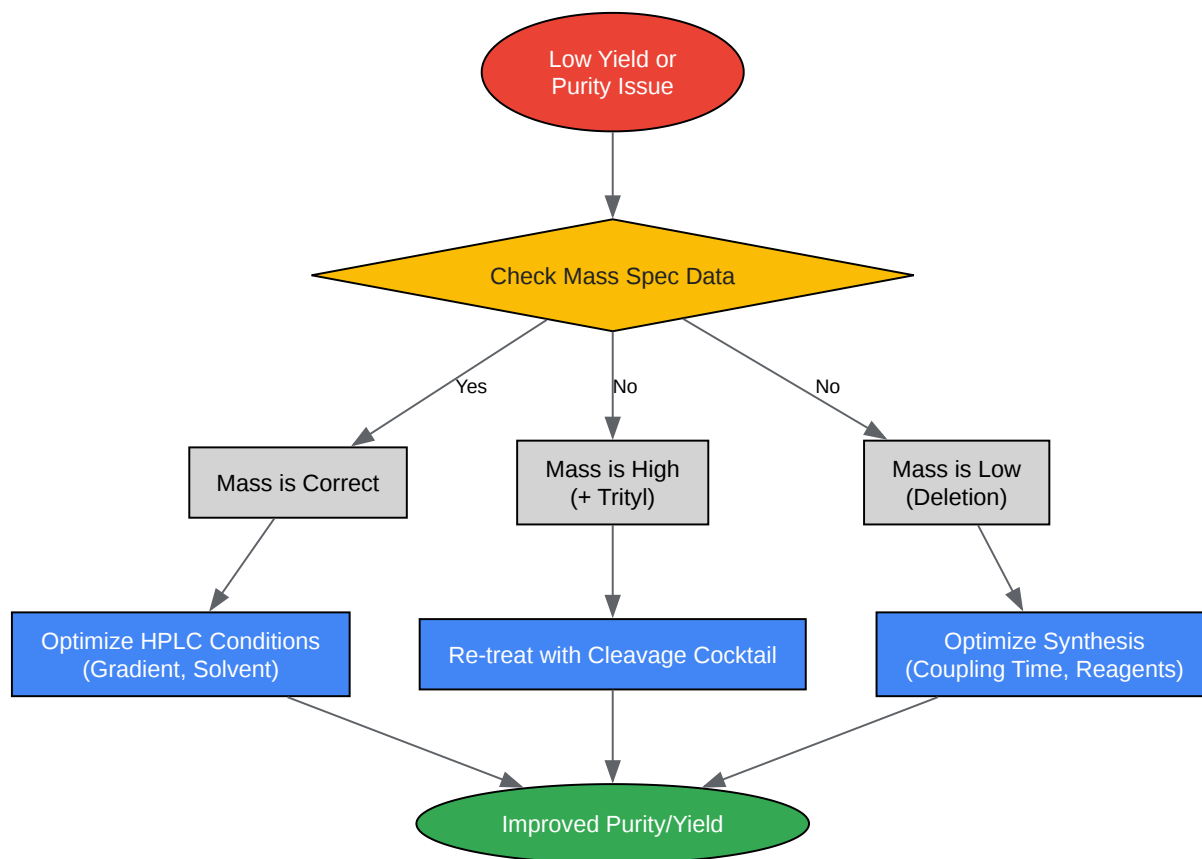 Low Yield or
Purity Issue
Check Mass Spec Data
Yes
No
No
Mass is Correct
Mass is High
(+ Trityl)
Mass is Low
(Deletion)
Optimize HPLC Conditions
(Gradient, Solvent)
Re-treat with Cleavage Cocktail
Optimize Synthesis
(Coupling Time, Reagents)
Improved Purity/Yield